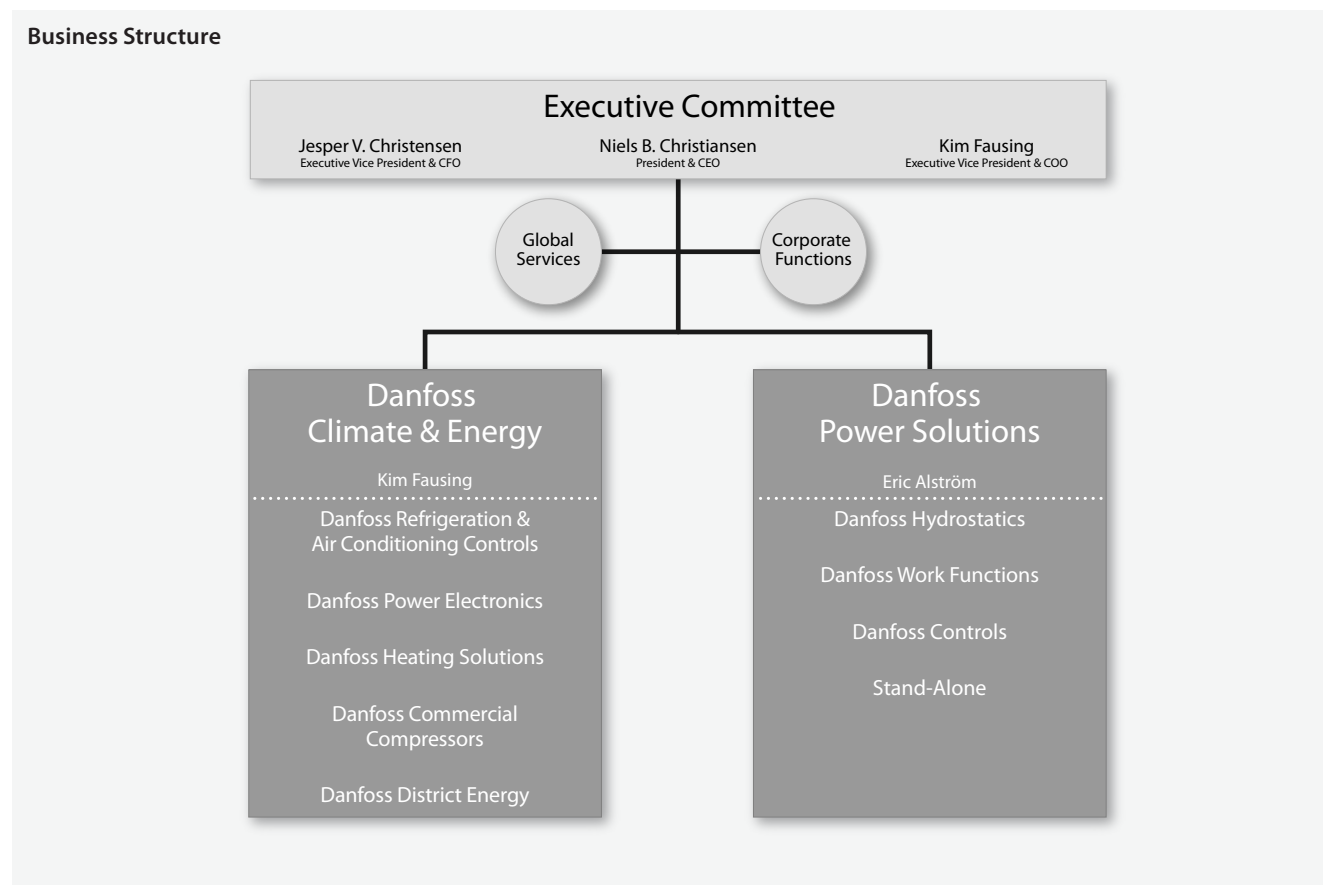 Business Structure
Executive Committee
Jesper V. Christensen
Executive Vice President & CFO
Niels B. Christiansen
President & CEO
Kim Fausing
Executive Vice President & COO
Global
Services
Corporate
Functions
Danfoss
Climate & Energy
Kim Fausing
Danfoss Refrigeration &
Air Conditioning Controls
Danfoss Power Electronics
Danfoss Heating Solutions
Danfoss Commercial
Compressors
Danfoss District Energy
Danfoss
Power Solutions
Eric Alström
Danfoss Hydrostatics
Danfoss Work Functions
Danfoss Controls
Stand-Alone